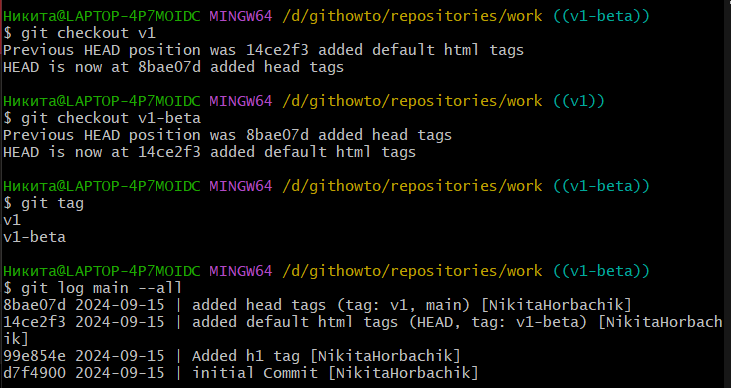 Никита@LAPTOP-4P7MOIDC MINGW64 /d/githowto/repositories/work ((v1-beta))
$ git checkout v1
Previous HEAD position was 14ce2f3 added default html tags
HEAD is now at 8bae07d added head tags
Никита@LAPTOP-4P7MOIDC MINGW64 /d/githowto/repositories/work ((v1))
$ git checkout v1-beta
Previous HEAD position was 8bae07d added head tags
HEAD is now at 14ce2f3 added default html tags
Никита@LAPTOP-4P7MOIDC MINGW64 /d/githowto/repositories/work ((v1-beta))
$ git tag
v1
v1-beta
Никита@LAPTOP-4P7MOIDC MINGW64 /d/githowto/repositories/work ((v1-beta))
$ git log main --all
8bae07d 2024-09-15 | added head tags (tag: v1, main) [NikitaHorbachik]
14ce2f3 2024-09-15 | added default html tags (HEAD, tag: v1-beta) [NikitaHorbach
ik]
99e854e 2024-09-15 | Added h1 tag [NikitaHorbachik]
d7f4900 2024-09-15 | initial Commit [NikitaHorbachik]